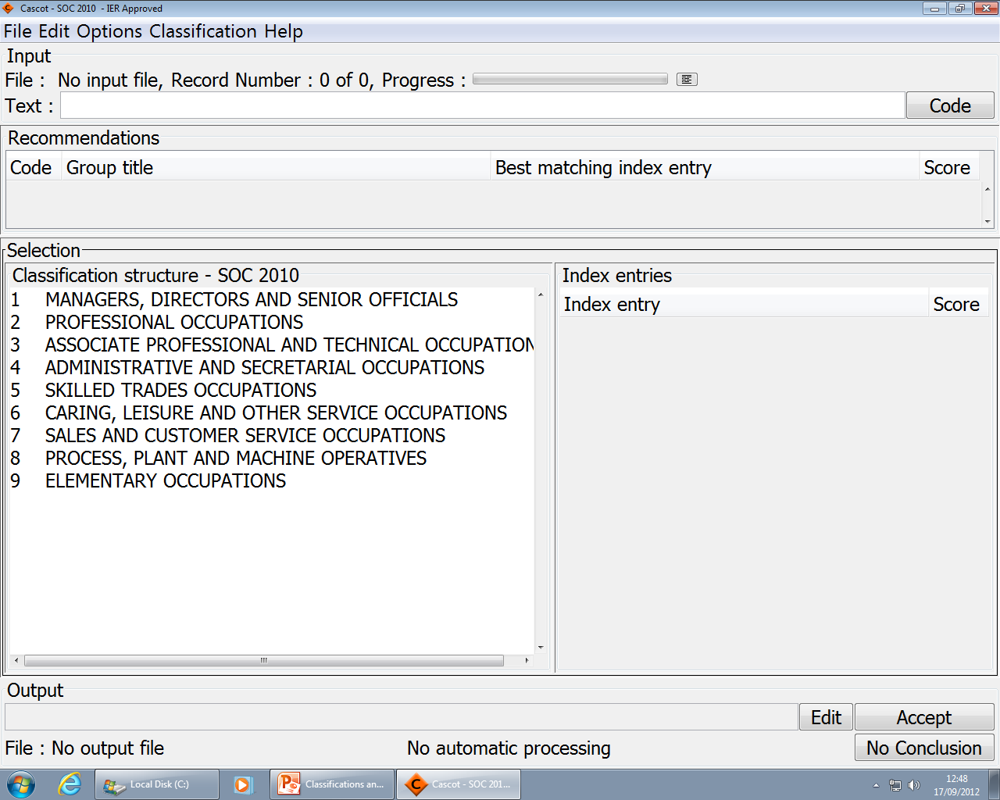 Cascot - SOC 2010  - IER Approved
File Edit Options Classification Help
Input
File :  No input file, Record Number : 0 of 0, Progress :
Text :
Code
Recommendations
Code Group title Best matching index entry Score
Selection
Classification structure - SOC 2010
1 MANAGERS, DIRECTORS AND SENIOR OFFICIALS
2 PROFESSIONAL OCCUPATIONS
3 ASSOCIATE PROFESSIONAL AND TECHNICAL OCCUPATION
4 ADMINISTRATIVE AND SECRETARIAL OCCUPATIONS
5 SKILLED TRADES OCCUPATIONS
6 CARING, LEISURE AND OTHER SERVICE OCCUPATIONS
7 SALES AND CUSTOMER SERVICE OCCUPATIONS
8 PROCESS, PLANT AND MACHINE OPERATIVES
9 ELEMENTARY OCCUPATIONS
Index entries
Index entry Score
Output
Edit Accept
File : No output file No automatic processing No Conclusion
Local Disk (C:) Classifications an... Cascot - SOC 201...
12:48
17/09/2012